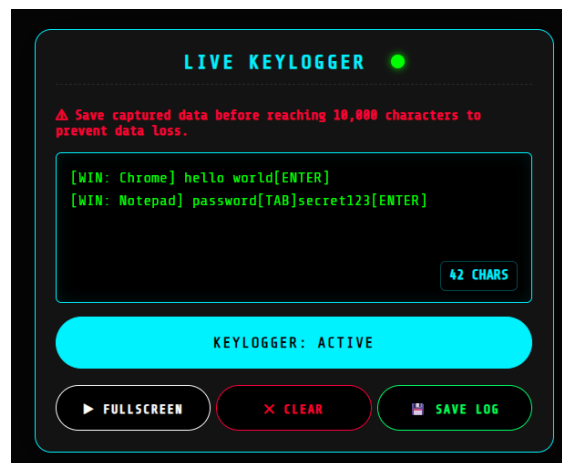 LIVE KEYLOGGER
⚠ Save captured data before reaching 10,000 characters to
prevent data loss.
[WIN: Chrome] hello world[ENTER]
[WIN: Notepad] password[TAB]secret123[ENTER]
42 CHARS
KEYLOGGER: ACTIVE
▶ FULLSCREEN
✕ CLEAR
💾 SAVE LOG